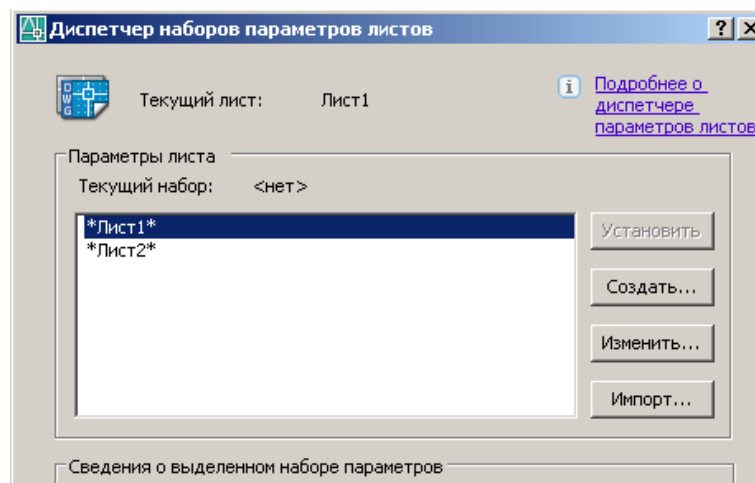 Диспетчер наборов параметров листов
DWG
Текущий лист: Лист1
Подробнее о
диспетчере
параметров листов
Параметры листа
Текущий набор: <нет>
*Лист1*
*Лист2*
Установить
Создать...
Изменить...
Импорт...
Сведения о выделенном наборе параметров